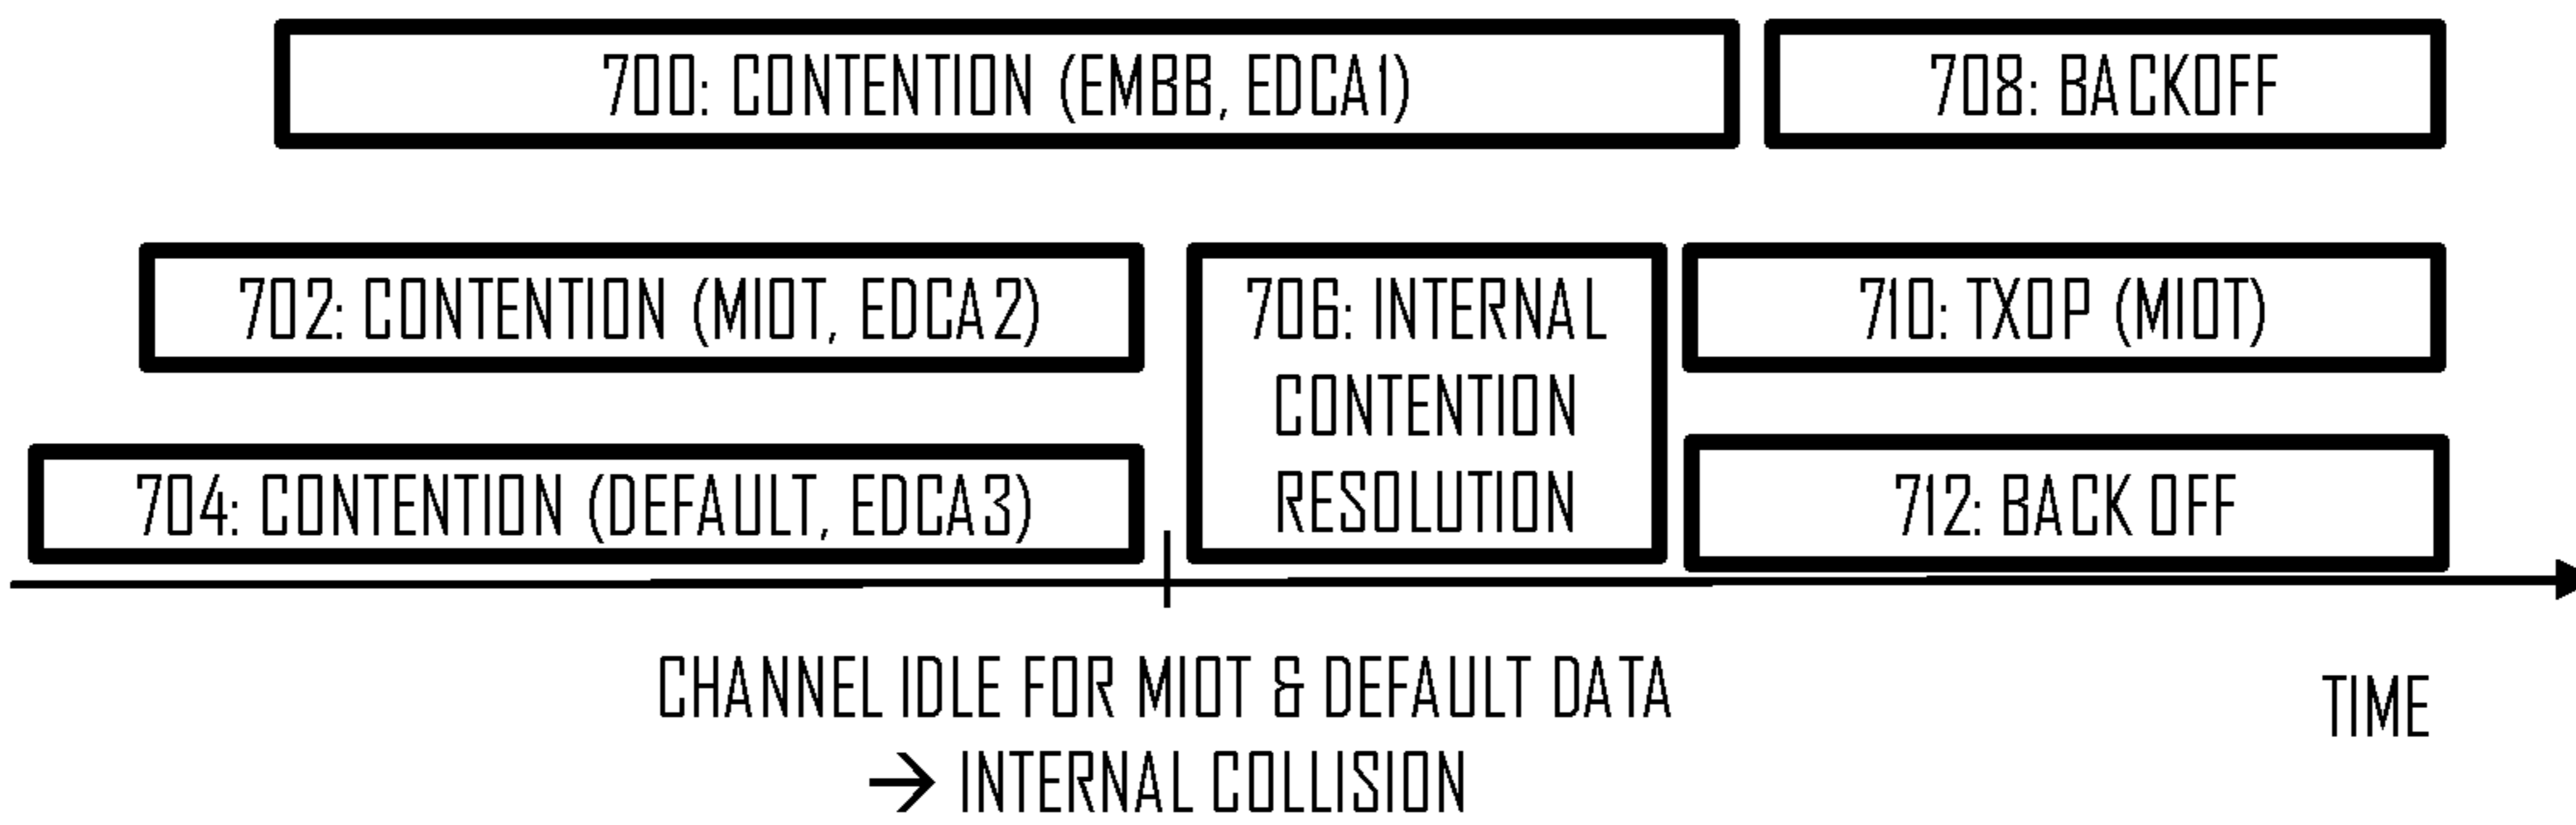 700: CONTENTION (EMBB, EDCA1)
708: BACKOFF
702: CONTENTION (MIOT, EDCA2)
706: INTERNAL
CONTENTION
RESOLUTION
710: TXOP (MIOT)
704: CONTENTION (DEFAULT, EDCA3)
712: BACK OFF
CHANNEL IDLE FOR MIOT & DEFAULT DATA
→ INTERNAL COLLISION
TIME